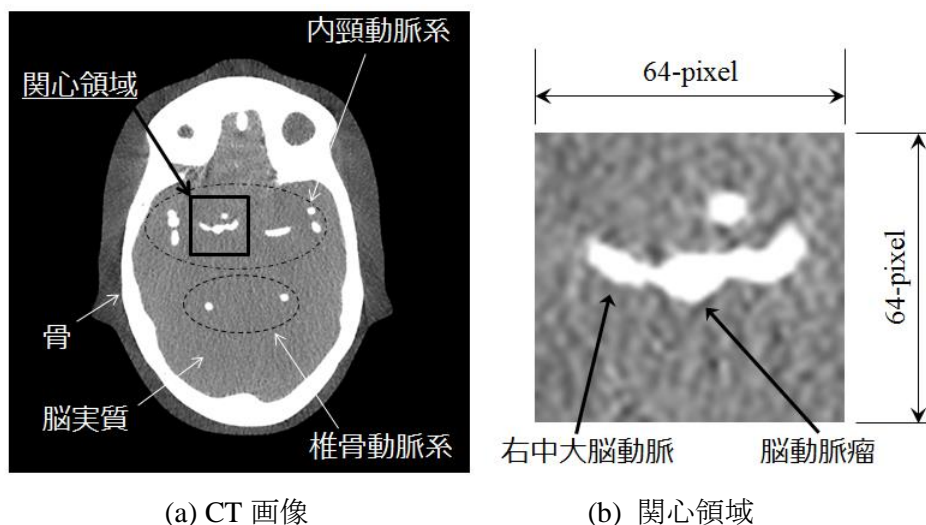 内頸動脈系
関心領域
骨
脳実質
椎骨動脈系
(a) CT 画像
64-pixel
64-pixel
右中大脳動脈
脳動脈瘤
(b) 関心領域